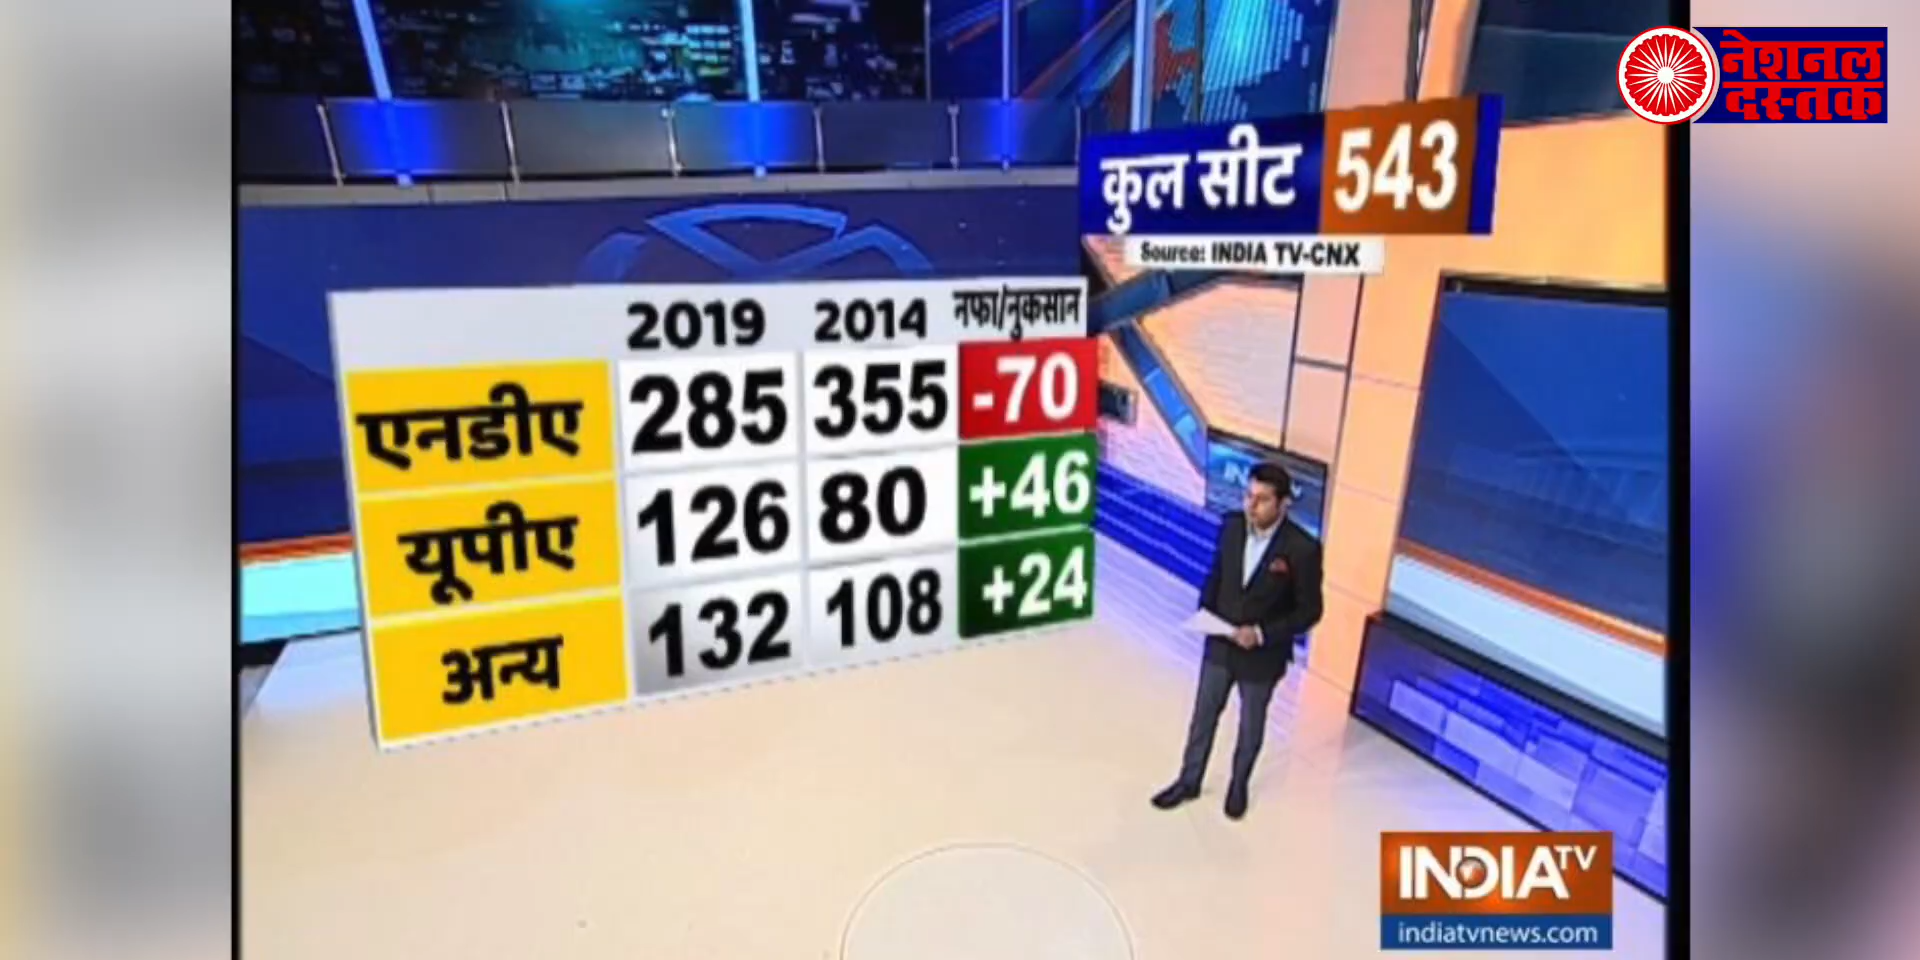 नेशनल
दस्तक
कुल सीट 543
Source: INDIA TV-CNX
2019 2014 नफा/नुकसान
एनडीए 285 355 -70
यूपीए 126 80 +46
अन्य 132 108 +24
INDIA TV
indiatvnews.com